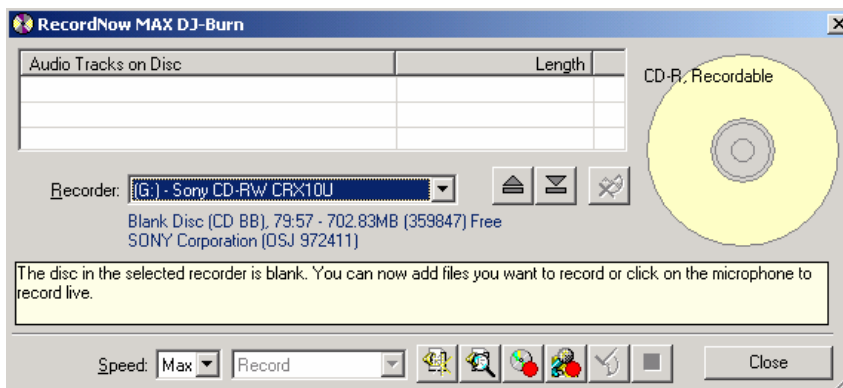 RecordNow MAX DJ-Burn
Audio Tracks on Disc Length
CD-R, Recordable
Recorder: (G:) - Sony CD-RW CRX10U
Blank Disc (CD BB), 79:57 - 702.83MB (359847) Free
SONY Corporation (OSJ 972411)
The disc in the selected recorder is blank. You can now add files you want to record or click on the microphone to
record live.
Speed: Max Record Close